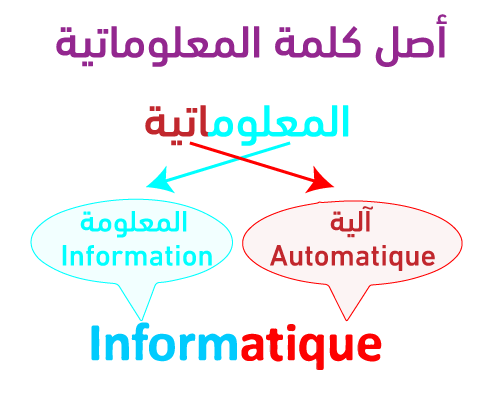 أصل كلمة المعلوماتية
المعلوماتية
المعلومة
Information
آلية
Automatique
Informatique